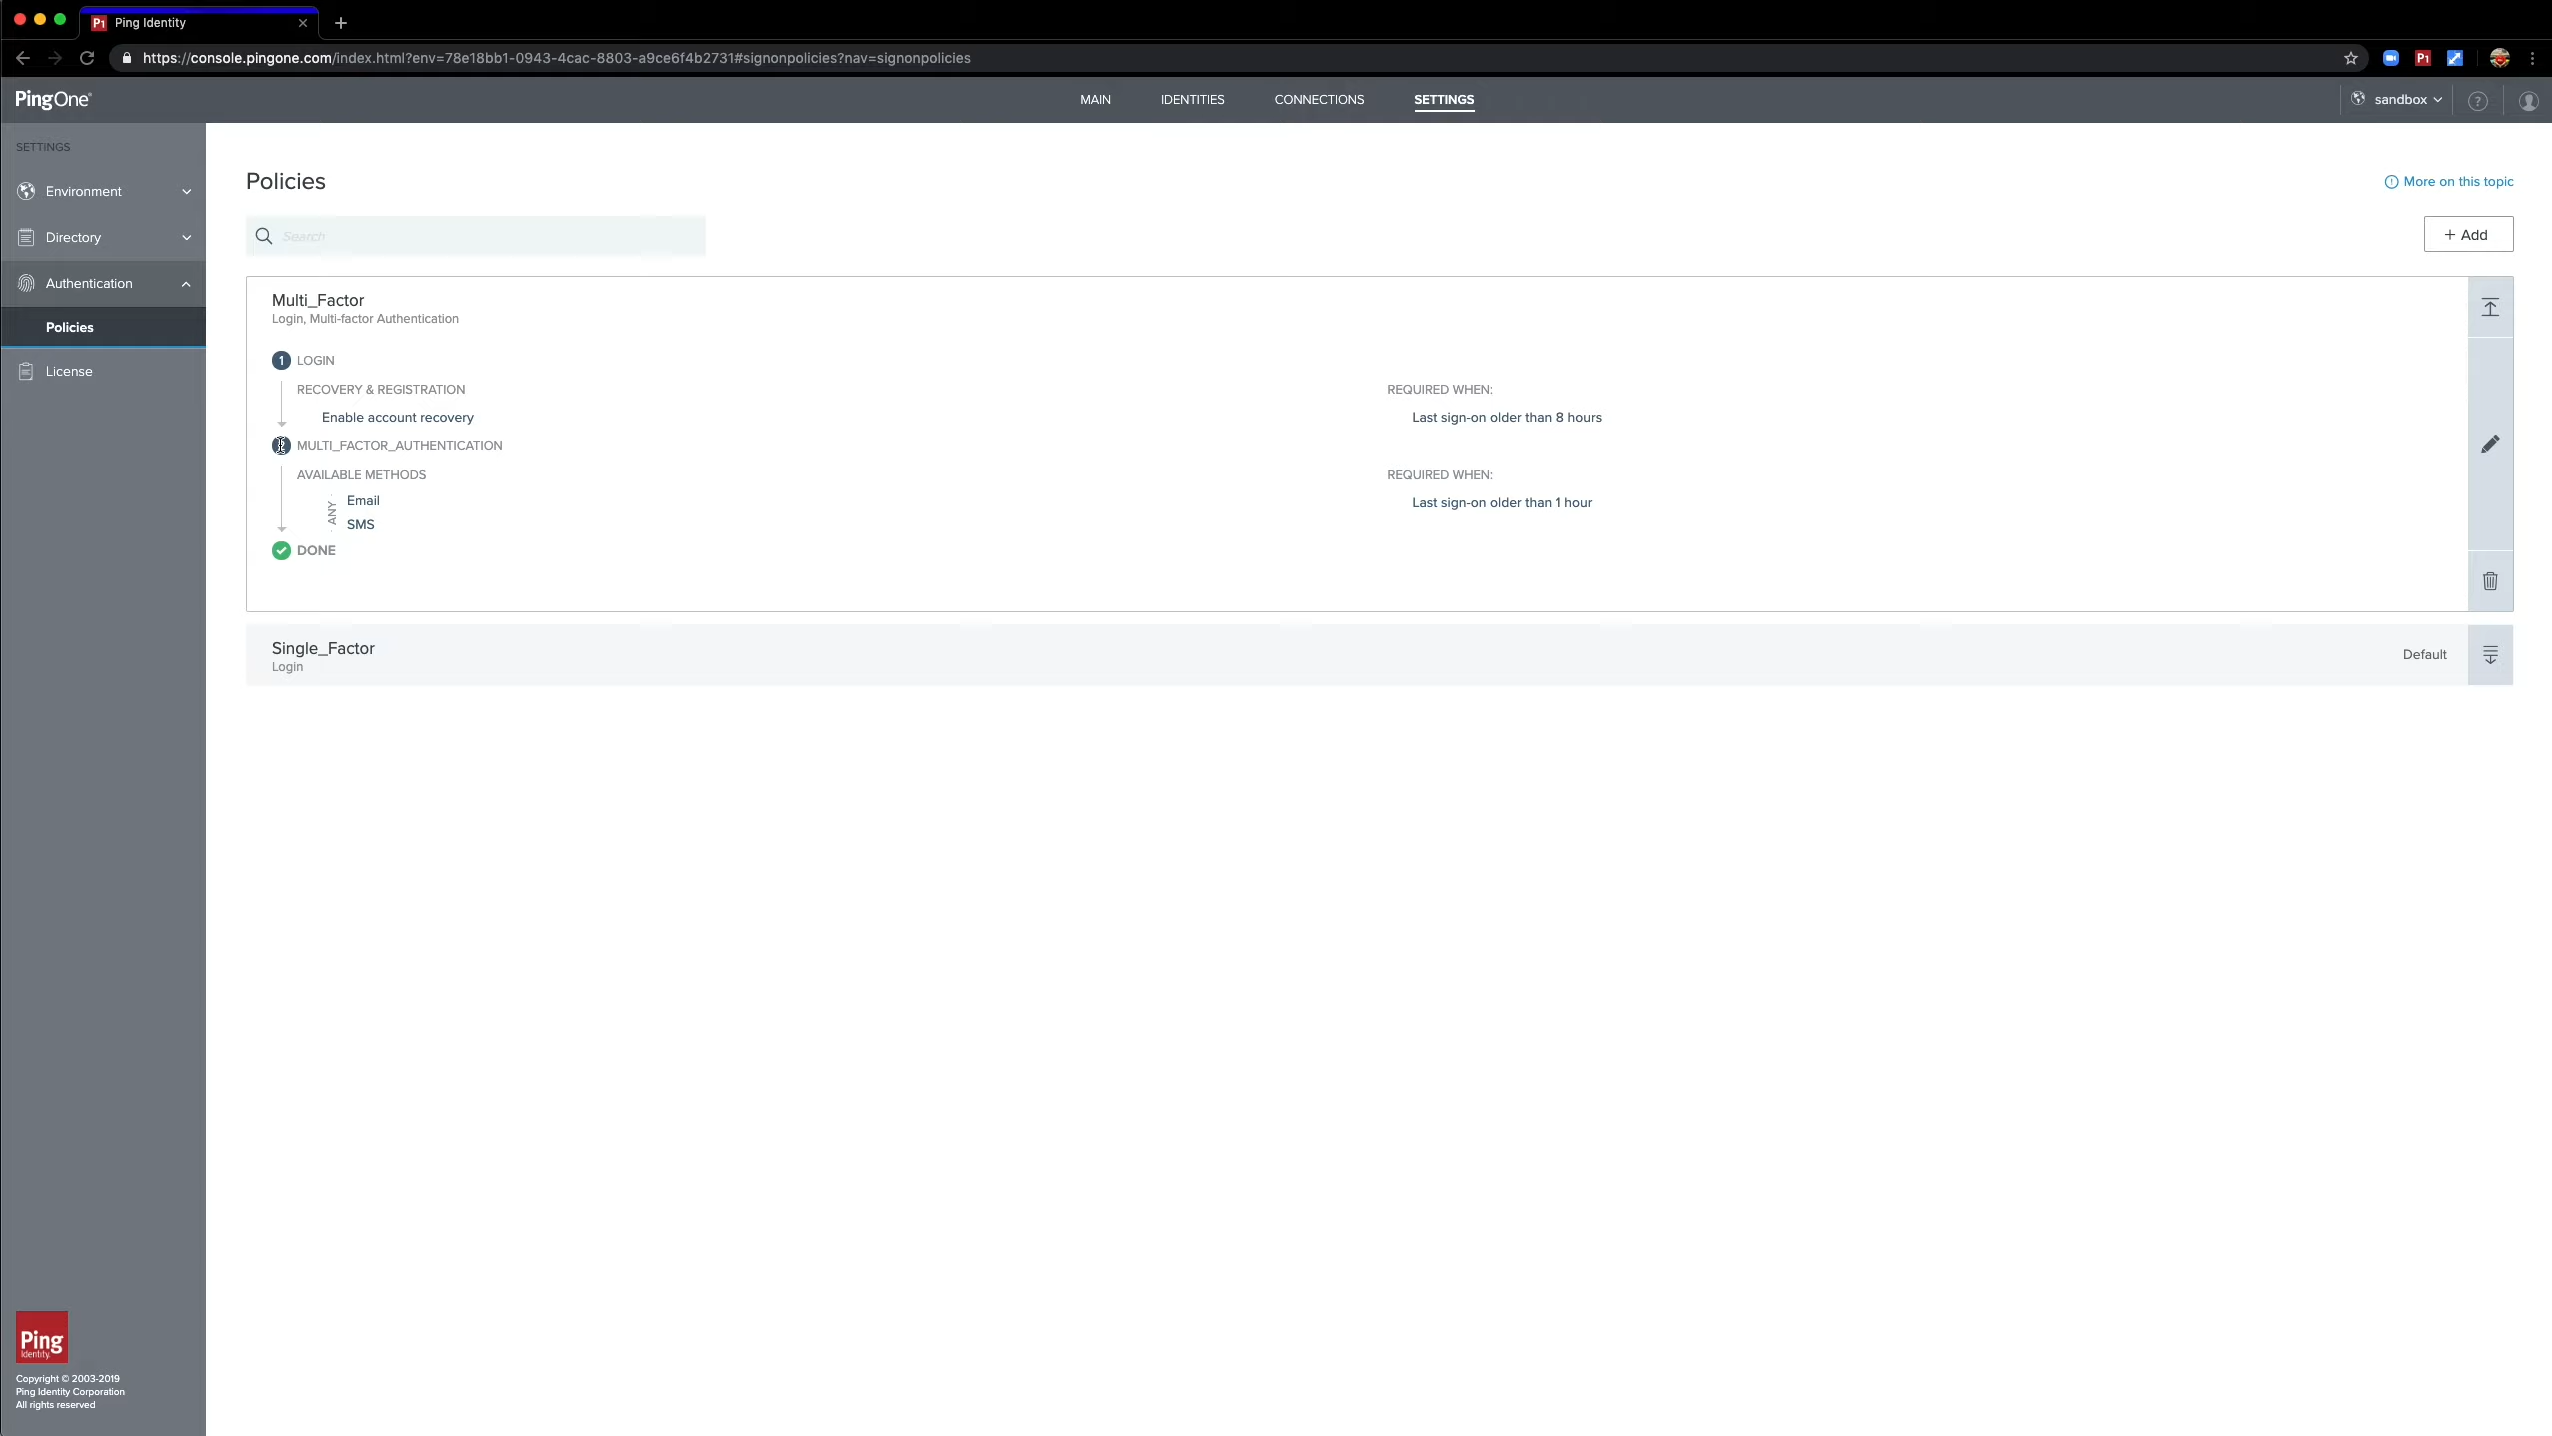 Ping Identity
https://console.pingone.com/index.html?env=78e18bb1-0943-4cac-8803-a9ce6f4b2731#signonpolicies?nav=signonpolicies
PingOne
MAIN
IDENTITIES
CONNECTIONS
SETTINGS
sandbox
SETTINGS
Environment
Directory
Authentication
Policies
License
Policies
More on this topic
Search
+ Add
Multi_Factor
Login, Multi-factor Authentication
1 LOGIN
RECOVERY & REGISTRATION
REQUIRED WHEN:
Enable account recovery
Last sign-on older than 8 hours
MULTI_FACTOR_AUTHENTICATION
AVAILABLE METHODS
REQUIRED WHEN:
ANY
Email
SMS
Last sign-on older than 1 hour
DONE
Single_Factor
Login
Default
Ping
Identity
Copyright © 2003-2019
Ping Identity Corporation
All rights reserved